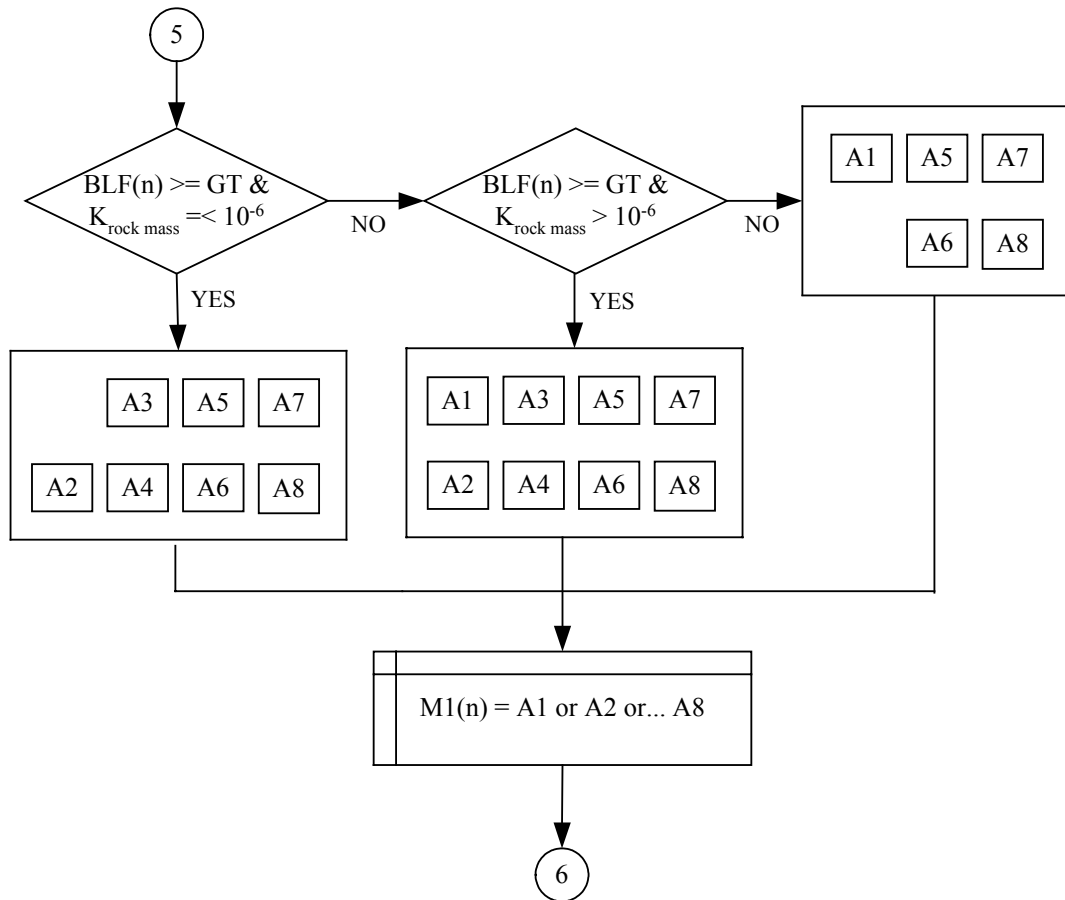 5
BLF(n) >= GT &
K rock mass =< 10-6
NO
BLF(n) >= GT &
K rock mass > 10-6
NO
A1 A5 A7
A6 A8
YES
YES
A3 A5 A7
A2 A4 A6 A8
A1 A3 A5 A7
A2 A4 A6 A8
M1(n) = A1 or A2 or... A8
6